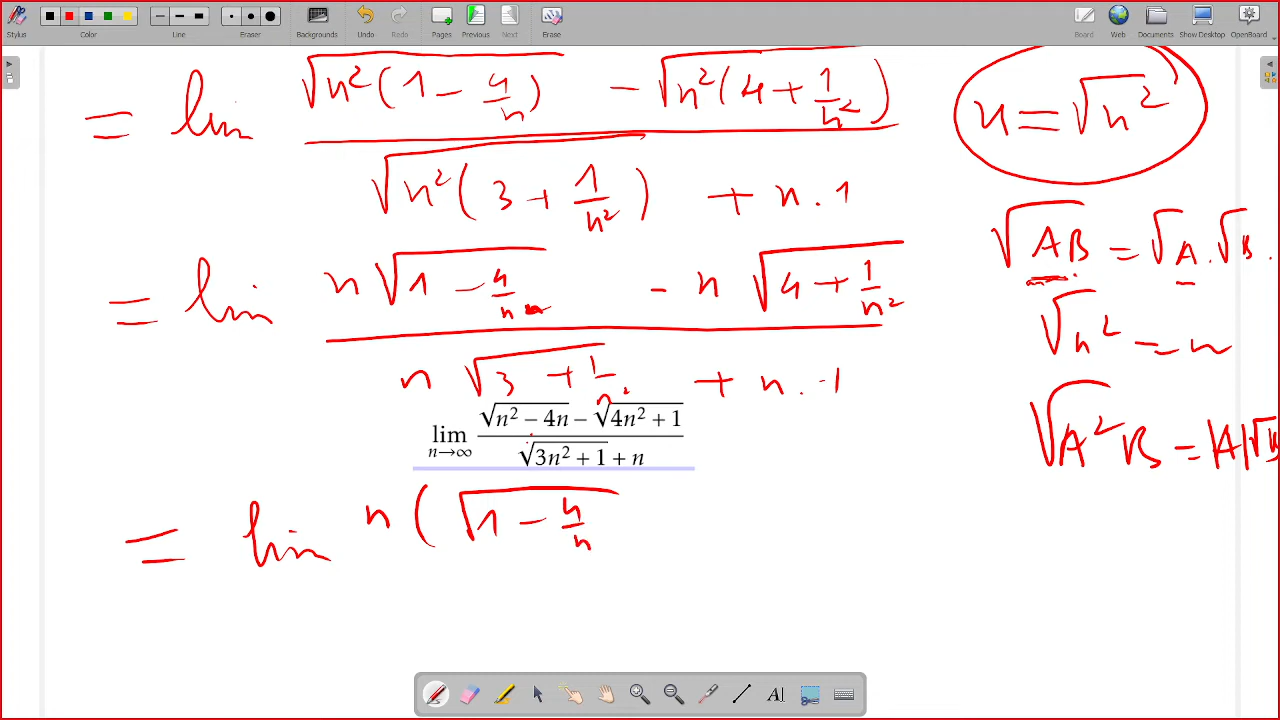 Stylus Color Line Eraser Backgrounds Undo Redo Pages Previous Next Erase Board Web Documents Show Desktop OpenBoard
= lim (√(n²(1 - 4/n)) - √(n²(4 + 1/n²))) / (√(n²(3 + 1/n²)) + n.1)
n = √n²
= lim (n√(1 - 4/n) - n√(4 + 1/n²)) / (n√(3 + 1/n²) + n.1)
√AB = √A.√B.
√n² = n
√A²B = |A|√B
lim n→∞ (√(n² − 4n) − √(4n² + 1)) / (√(3n² + 1) + n)
= lim n(√(1 - 4/n)